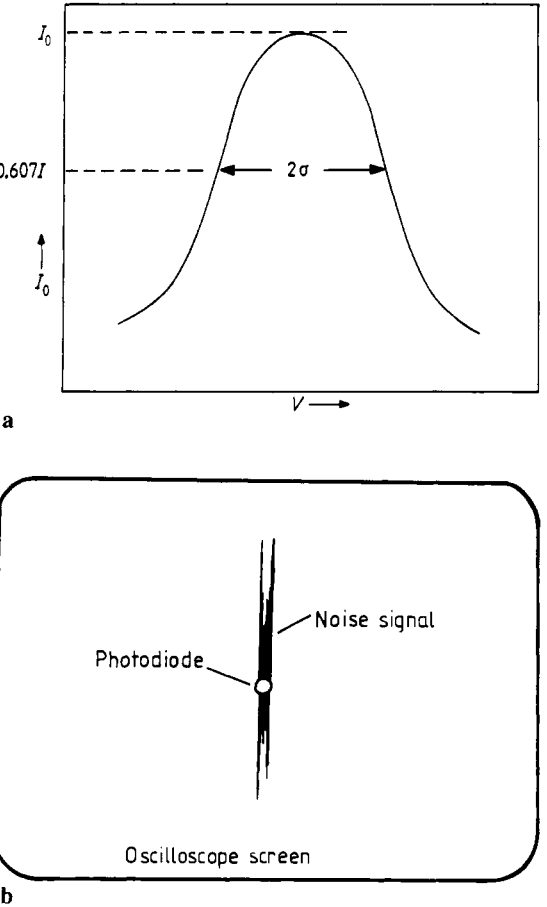 I₀
0.607I
2σ
I₀
V
a
Noise signal
Photodiode
Oscilloscope screen
b